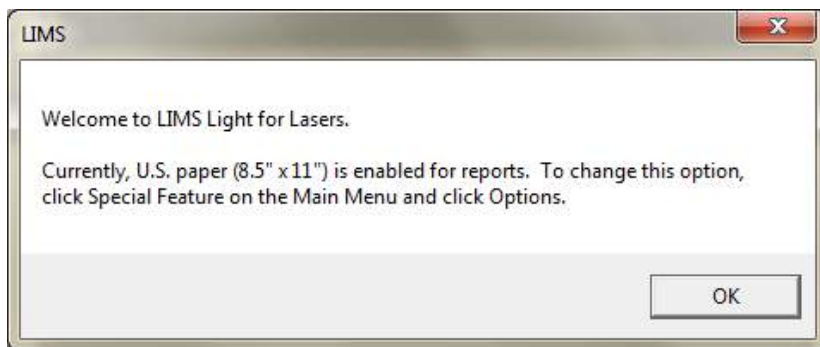 LIMS
Welcome to LIMS Light for Lasers.
Currently, U.S. paper (8.5" x 11") is enabled for reports.  To change this option,
click Special Feature on the Main Menu and click Options.
OK